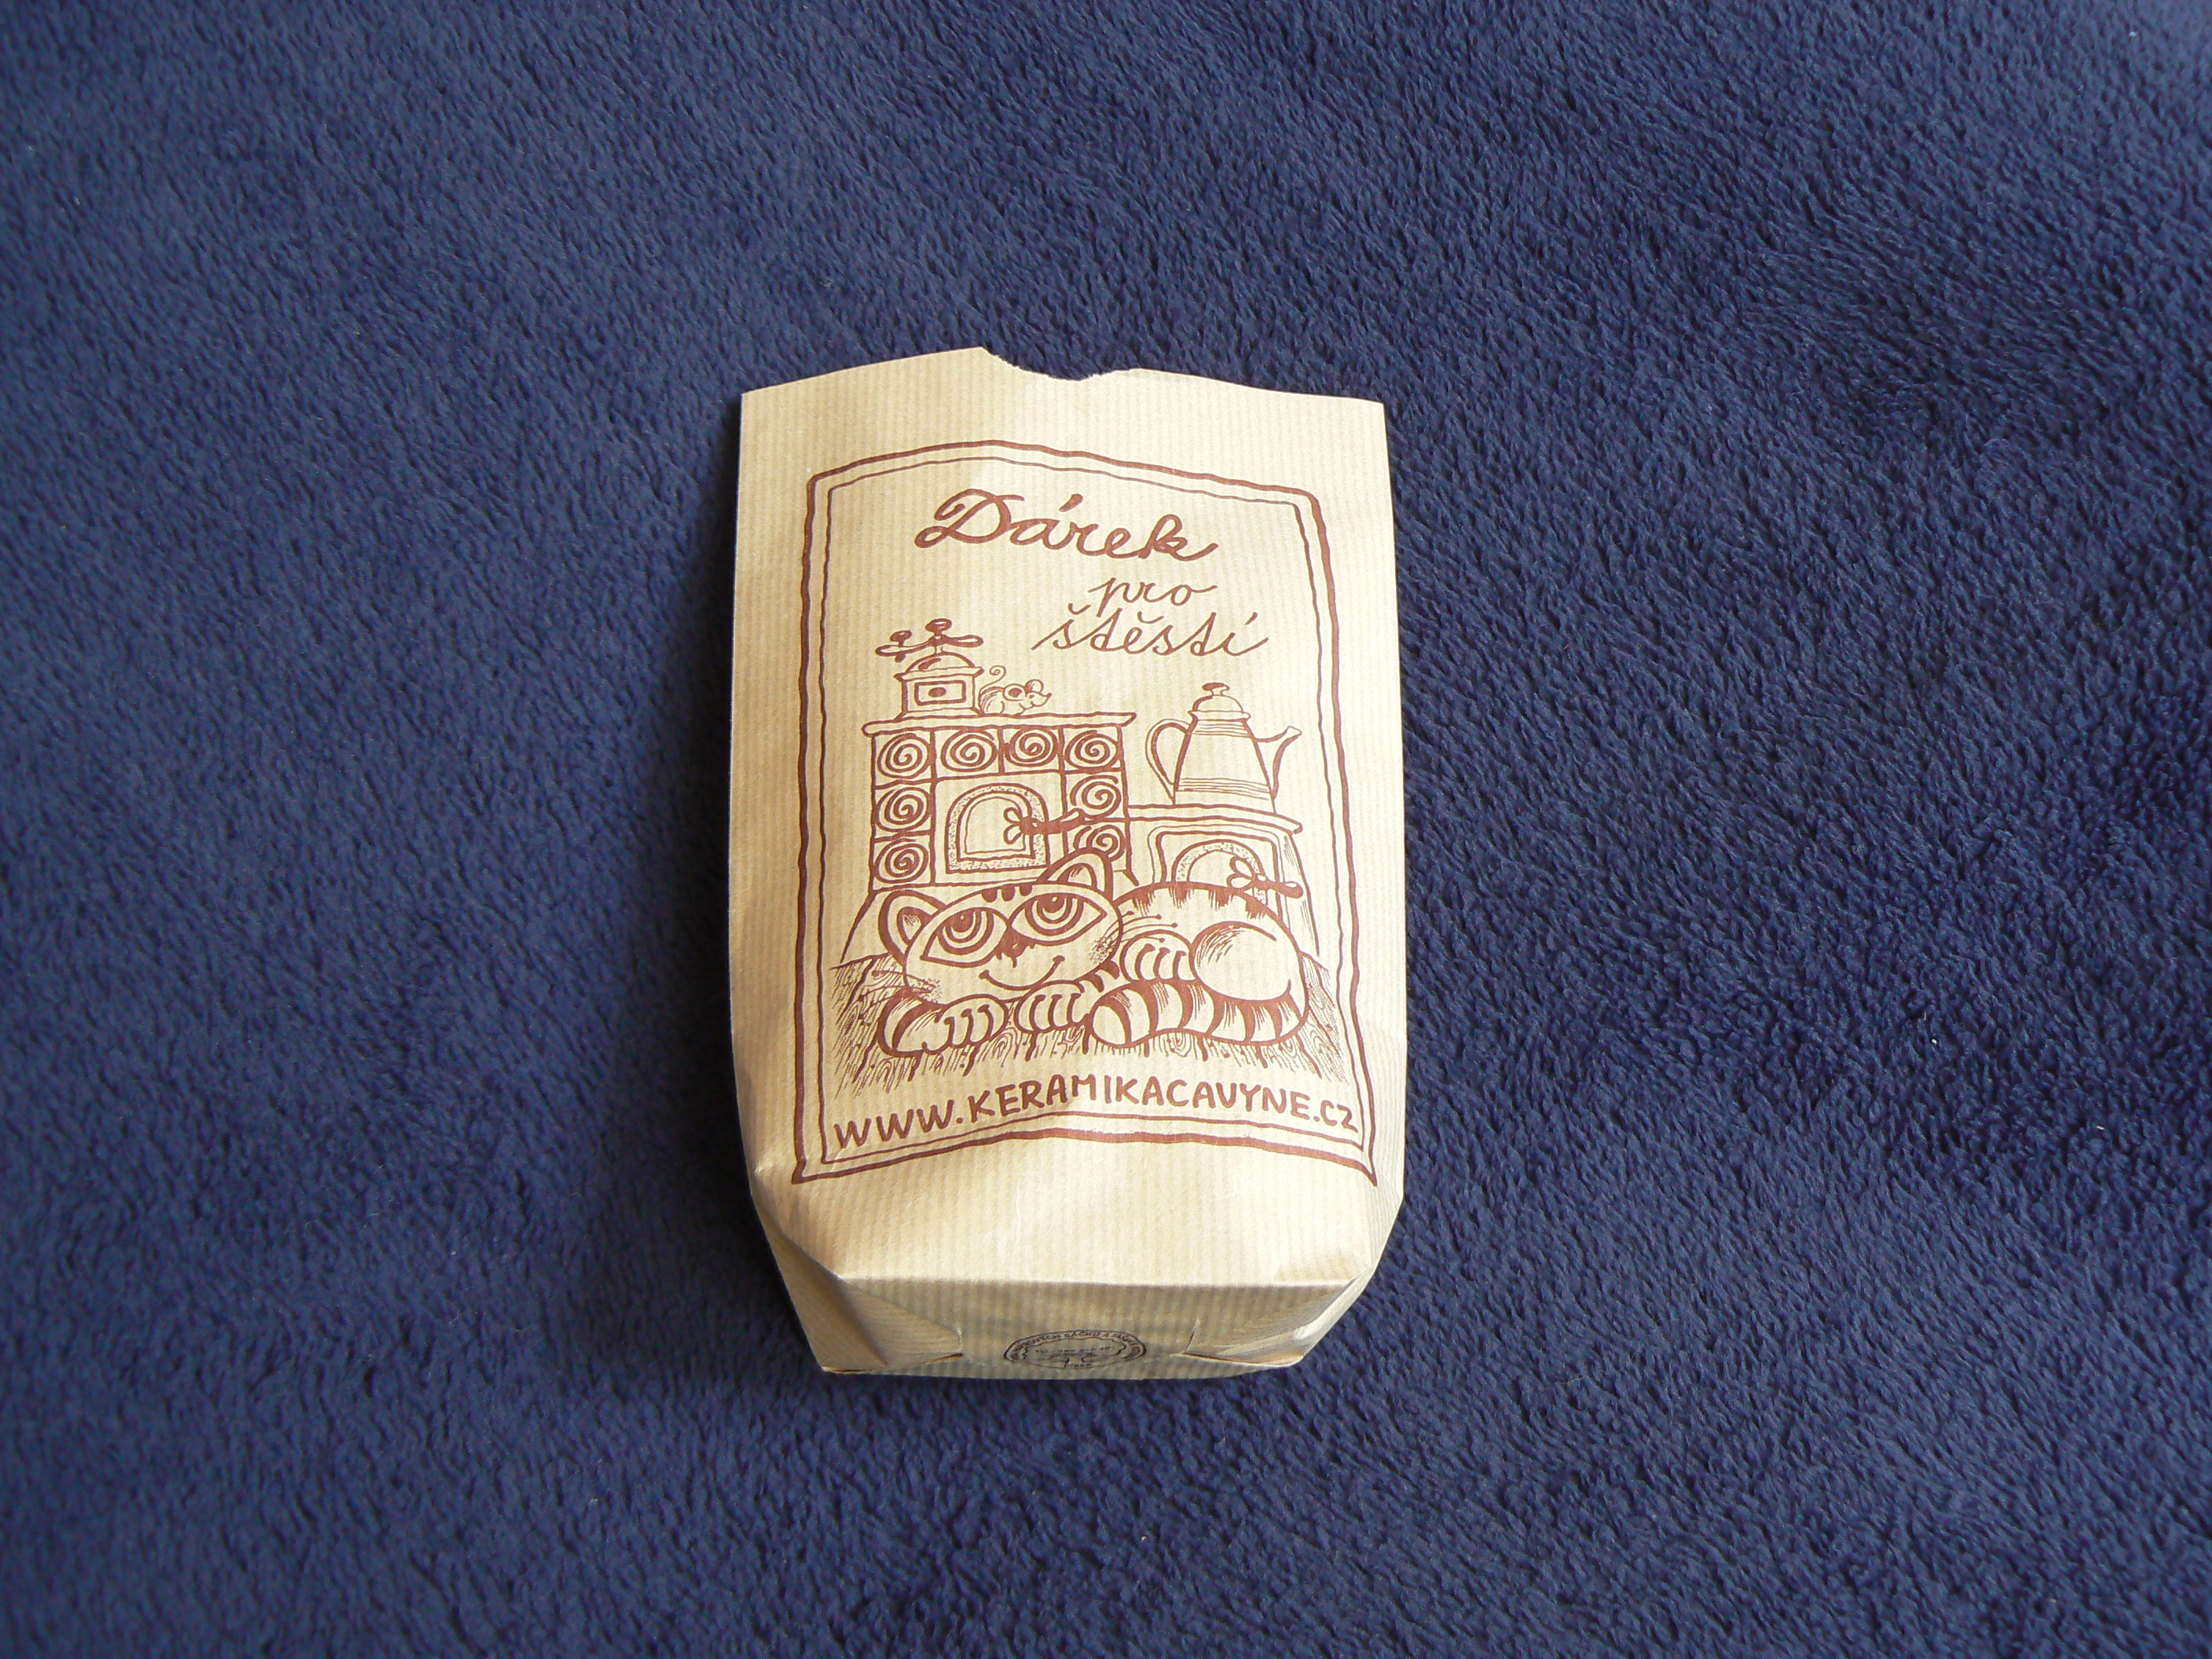 Dárek
pro
štěstí
WWW.KERAMIKACAVYNE.CZ